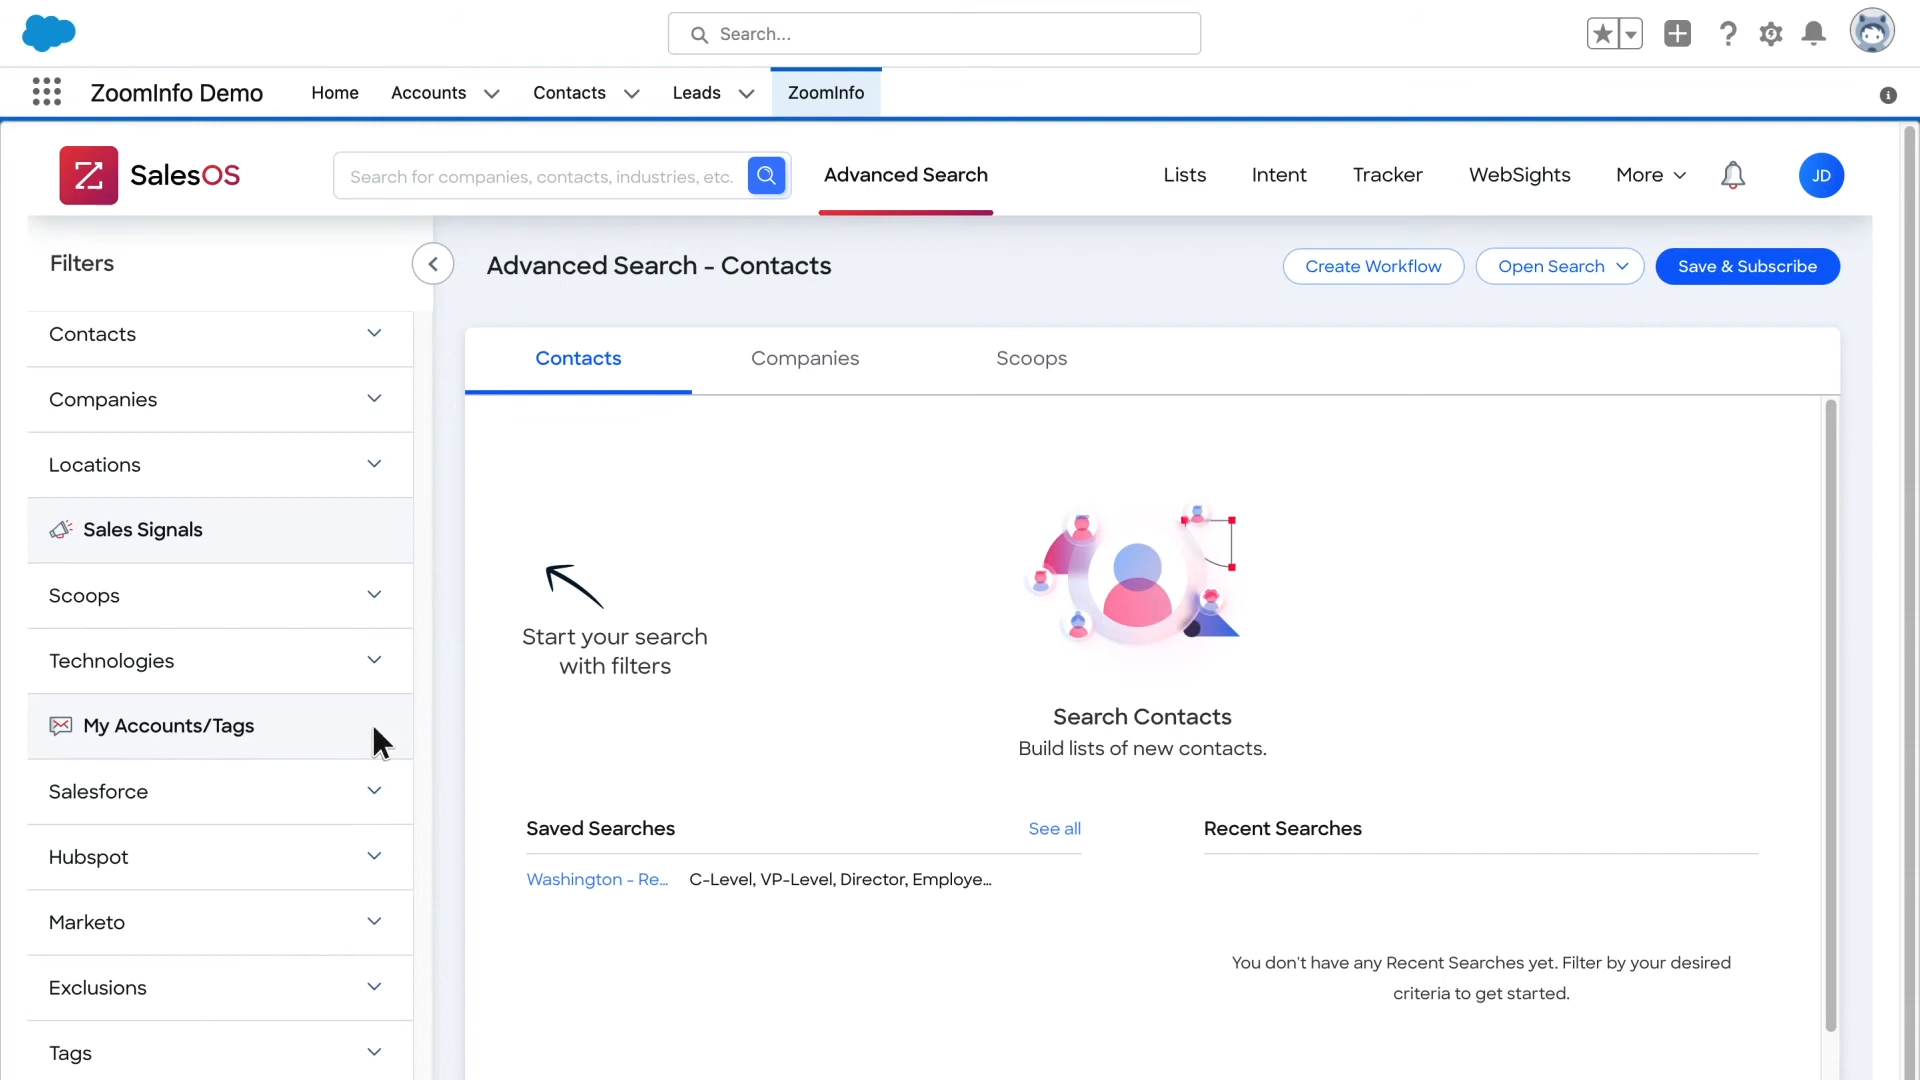 Search...
ZoomInfo Demo
Home
Accounts
Contacts
Leads
ZoomInfo
SalesOS
Search for companies, contacts, industries, etc.
Advanced Search
Lists
Intent
Tracker
WebSights
More
JD
Filters
Advanced Search - Contacts
Create Workflow
Open Search
Save & Subscribe
Contacts
Companies
Locations
Sales Signals
Scoops
Technologies
My Accounts/Tags
Salesforce
Hubspot
Marketo
Exclusions
Tags
Contacts
Companies
Scoops
Start your search
with filters
Search Contacts
Build lists of new contacts.
Saved Searches
See all
Washington - Re...
C-Level, VP-Level, Director, Employe...
Recent Searches
You don't have any Recent Searches yet. Filter by your desired
criteria to get started.